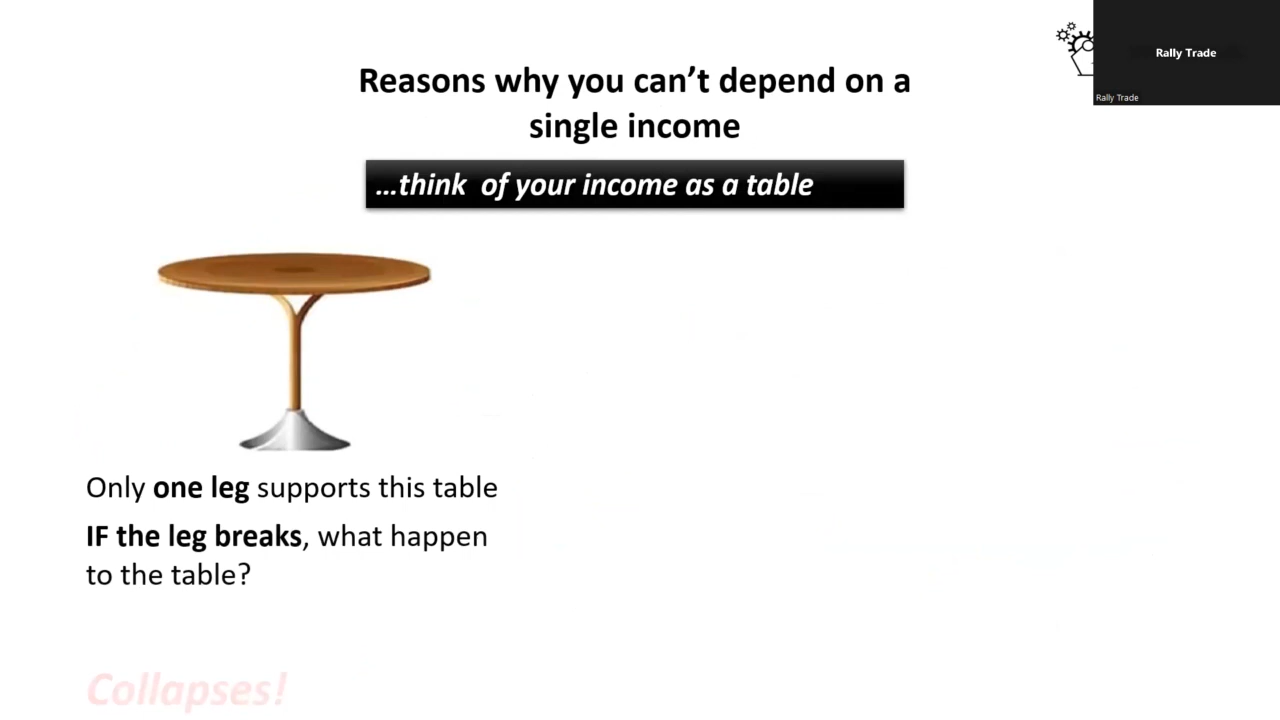 Reasons why you can't depend on a
single income
...think of your income as a table
Only one leg supports this table
IF the leg breaks, what happen
to the table?
Collapses!
Rally Trade
Rally Trade